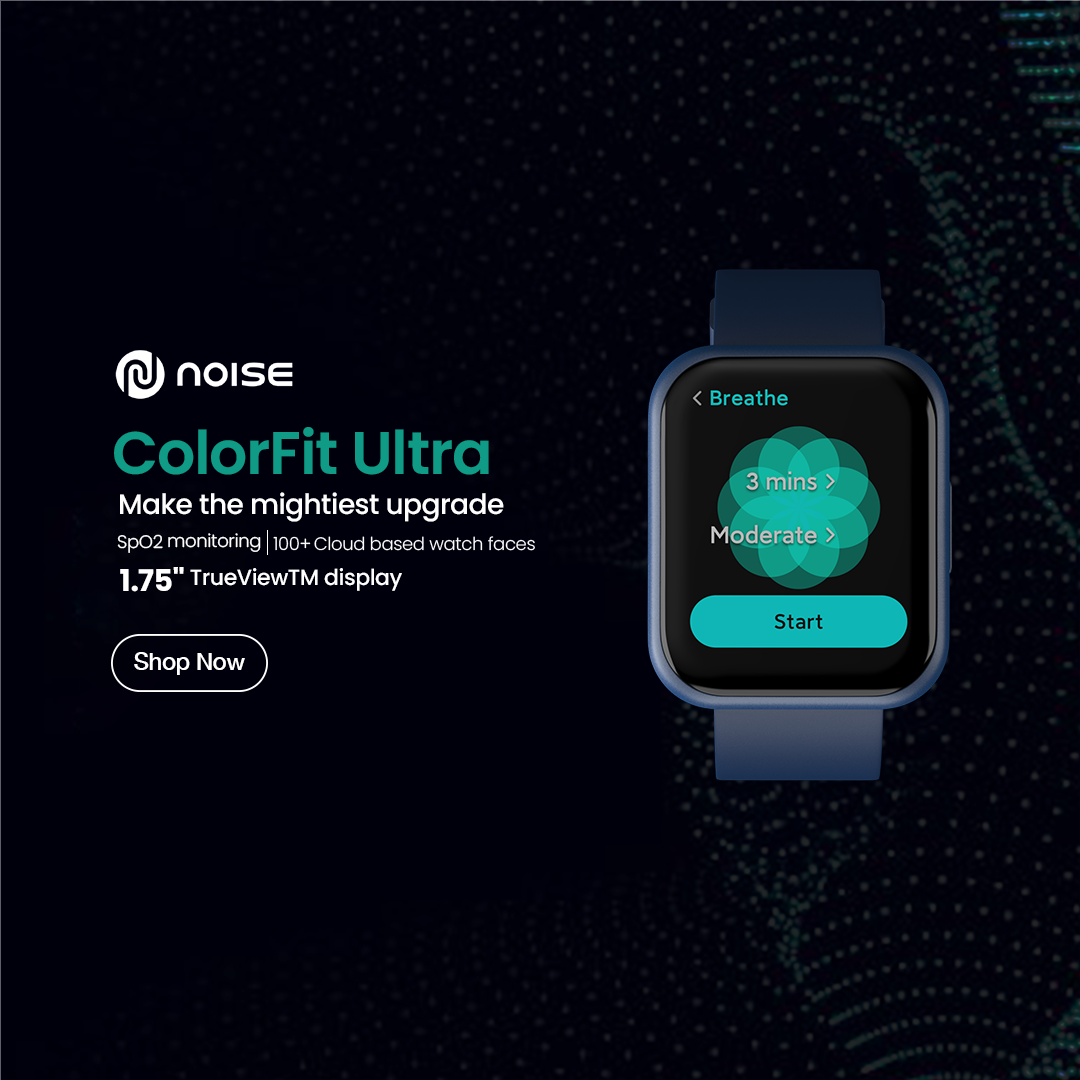 NOISE
ColorFit Ultra
Make the mightiest upgrade
SpO2 monitoring | 100+ Cloud based watch faces
1.75" TrueViewTM display
Shop Now
< Breathe
3 mins >
Moderate >
Start